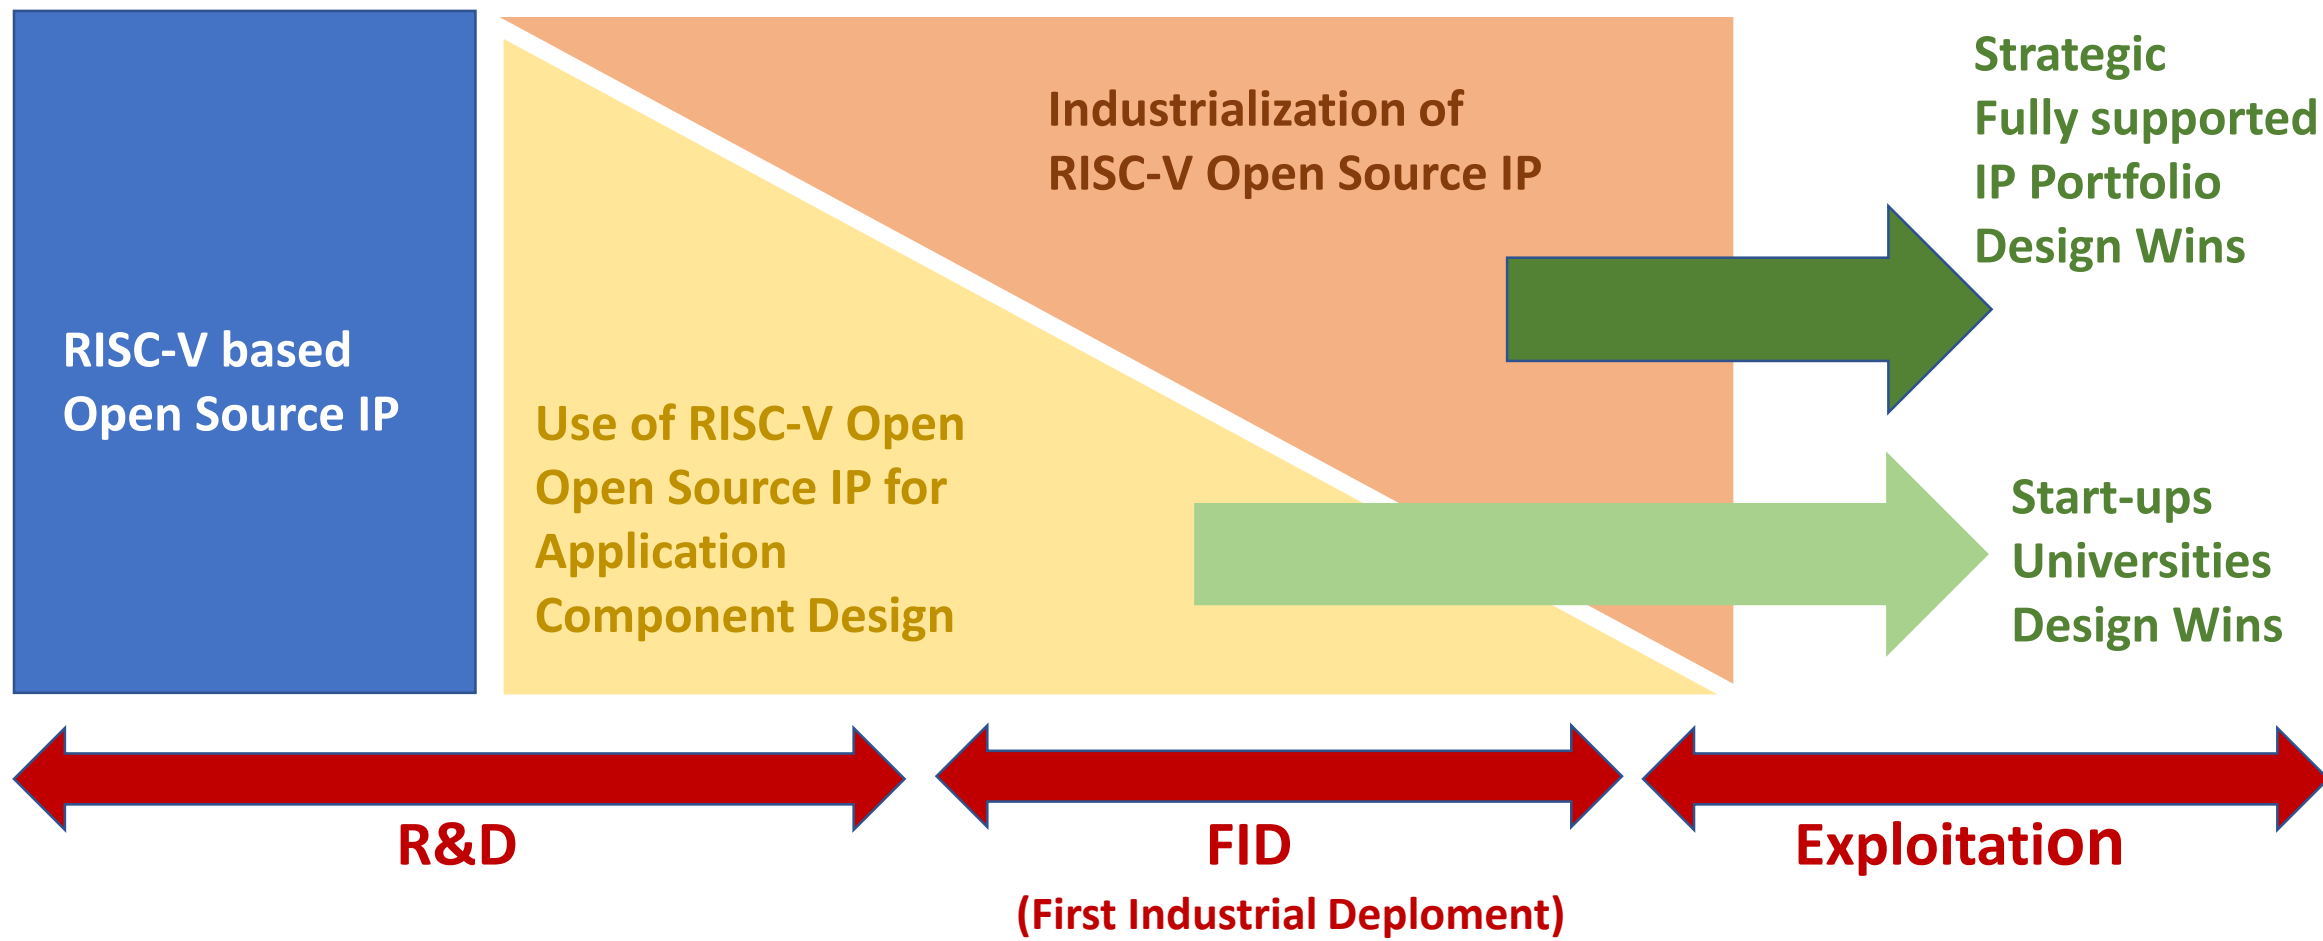 RISC-V based
Open Source IP
Use of RISC-V Open
Open Source IP for
Application
Component Design
Industrialization of
RISC-V Open Source IP
Strategic
Fully supported
IP Portfolio
Design Wins
Start-ups
Universities
Design Wins
R&D
FID
(First Industrial Deploment)
Exploitation